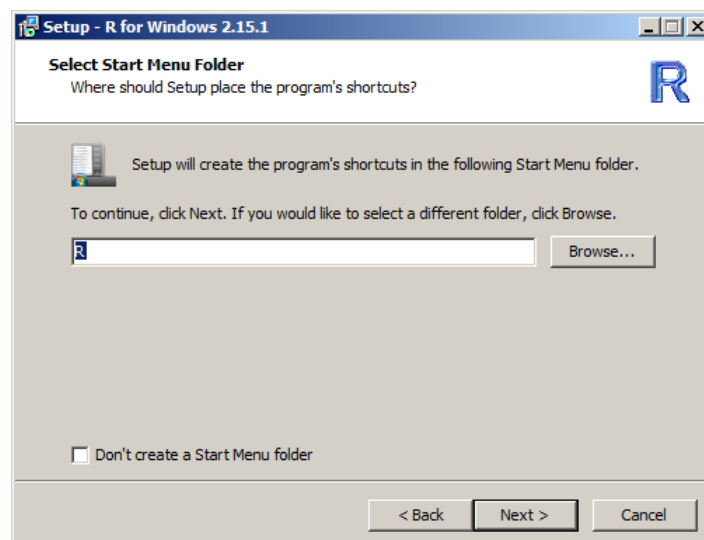 Setup - R for Windows 2.15.1
Select Start Menu Folder
Where should Setup place the program's shortcuts?
R
Setup will create the program's shortcuts in the following Start Menu folder.
To continue, click Next. If you would like to select a different folder, click Browse.
R
Browse...
Don't create a Start Menu folder
< Back
Next >
Cancel